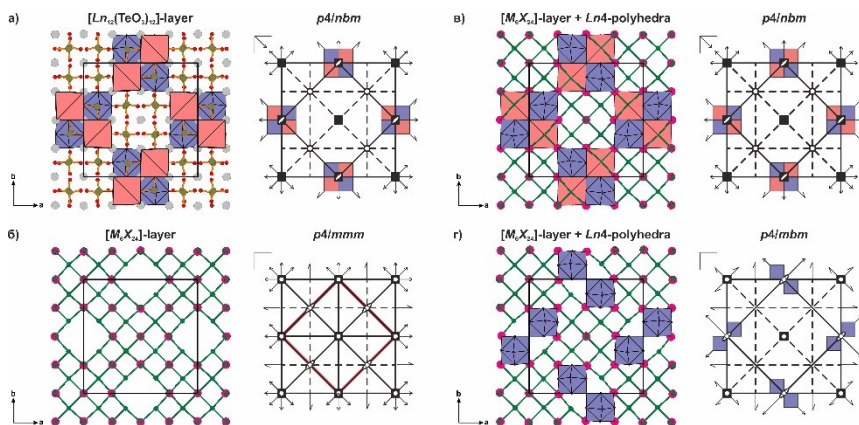 а) [Ln₁₂(TeO₃)₁₂]-layer p4/nbm
b
a
в) [M₆X₂₄]-layer + Ln4-polyhedra p4/nbm
b
a
б) [M₆X₂₄]-layer p4/mmm
b
a
г) [M₆X₂₄]-layer + Ln4-polyhedra p4/mbm
b
a